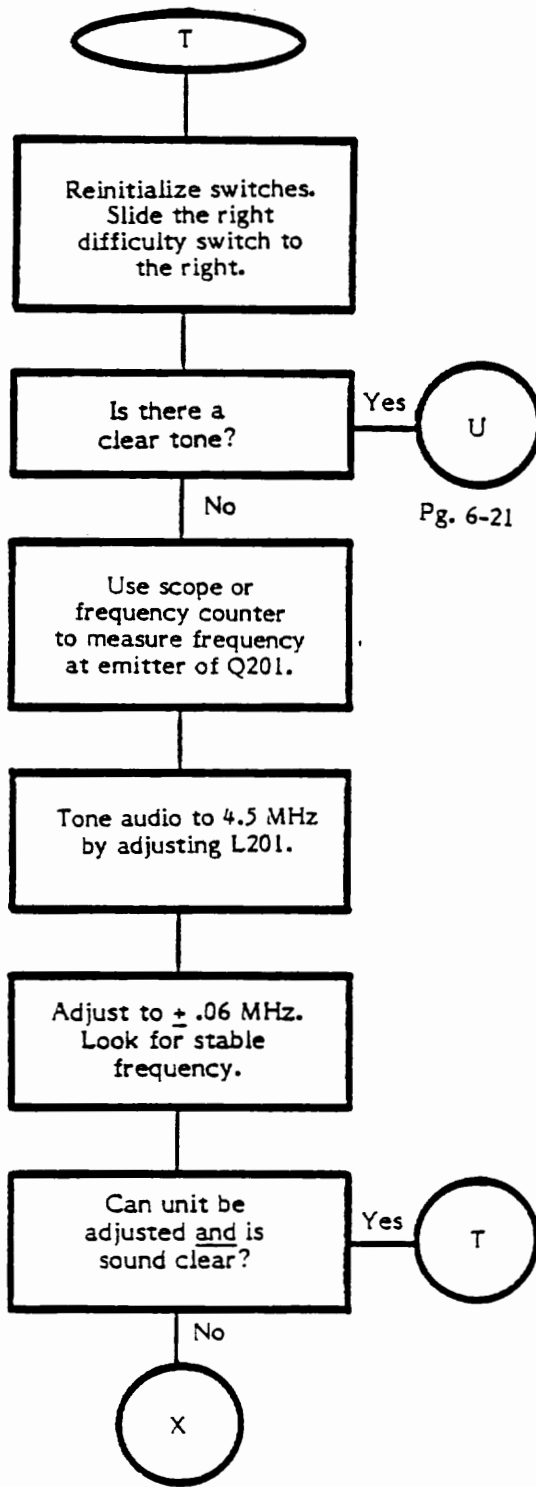 T
Reinitialize switches.
Slide the right
difficulty switch to
the right.
Is there a
clear tone?
Yes
U
Pg. 6-21
No
Use scope or
frequency counter
to measure frequency
at emitter of Q201.
Tone audio to 4.5 MHz
by adjusting L201.
Adjust to ± .06 MHz.
Look for stable
frequency.
Can unit be
adjusted and is
sound clear?
Yes
T
No
X